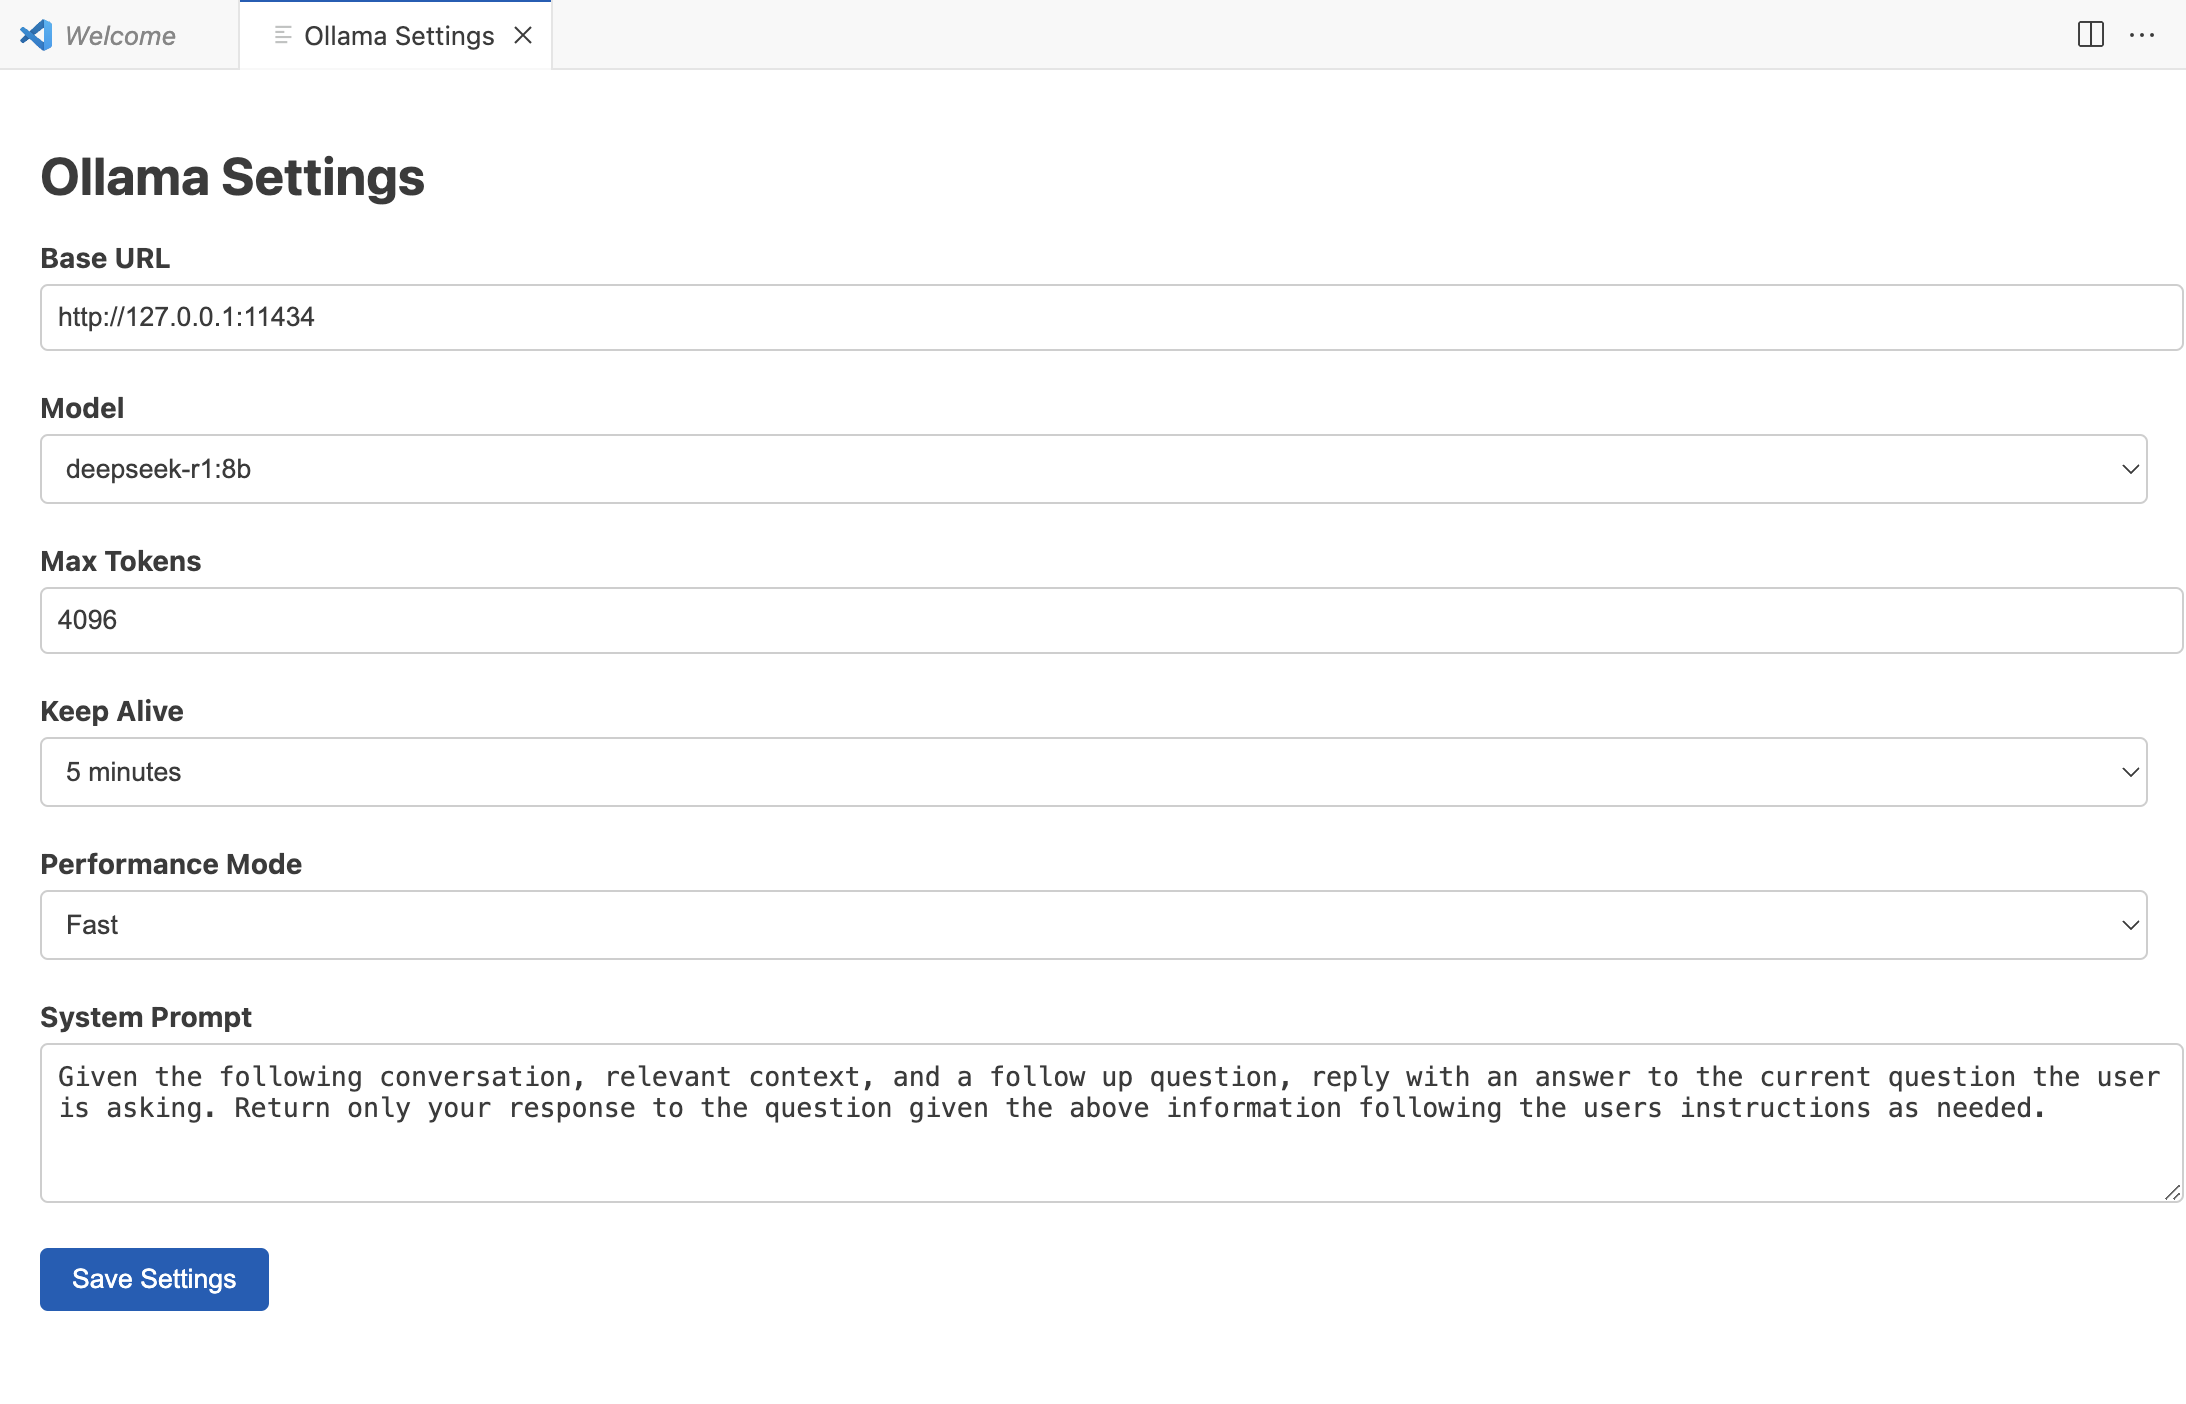 Welcome
Ollama Settings
Ollama Settings
Base URL
http://127.0.0.1:11434
Model
deepseek-r1:8b
Max Tokens
4096
Keep Alive
5 minutes
Performance Mode
Fast
System Prompt
Given the following conversation, relevant context, and a follow up question, reply with an answer to the current question the user
is asking. Return only your response to the question given the above information following the users instructions as needed.
Save Settings